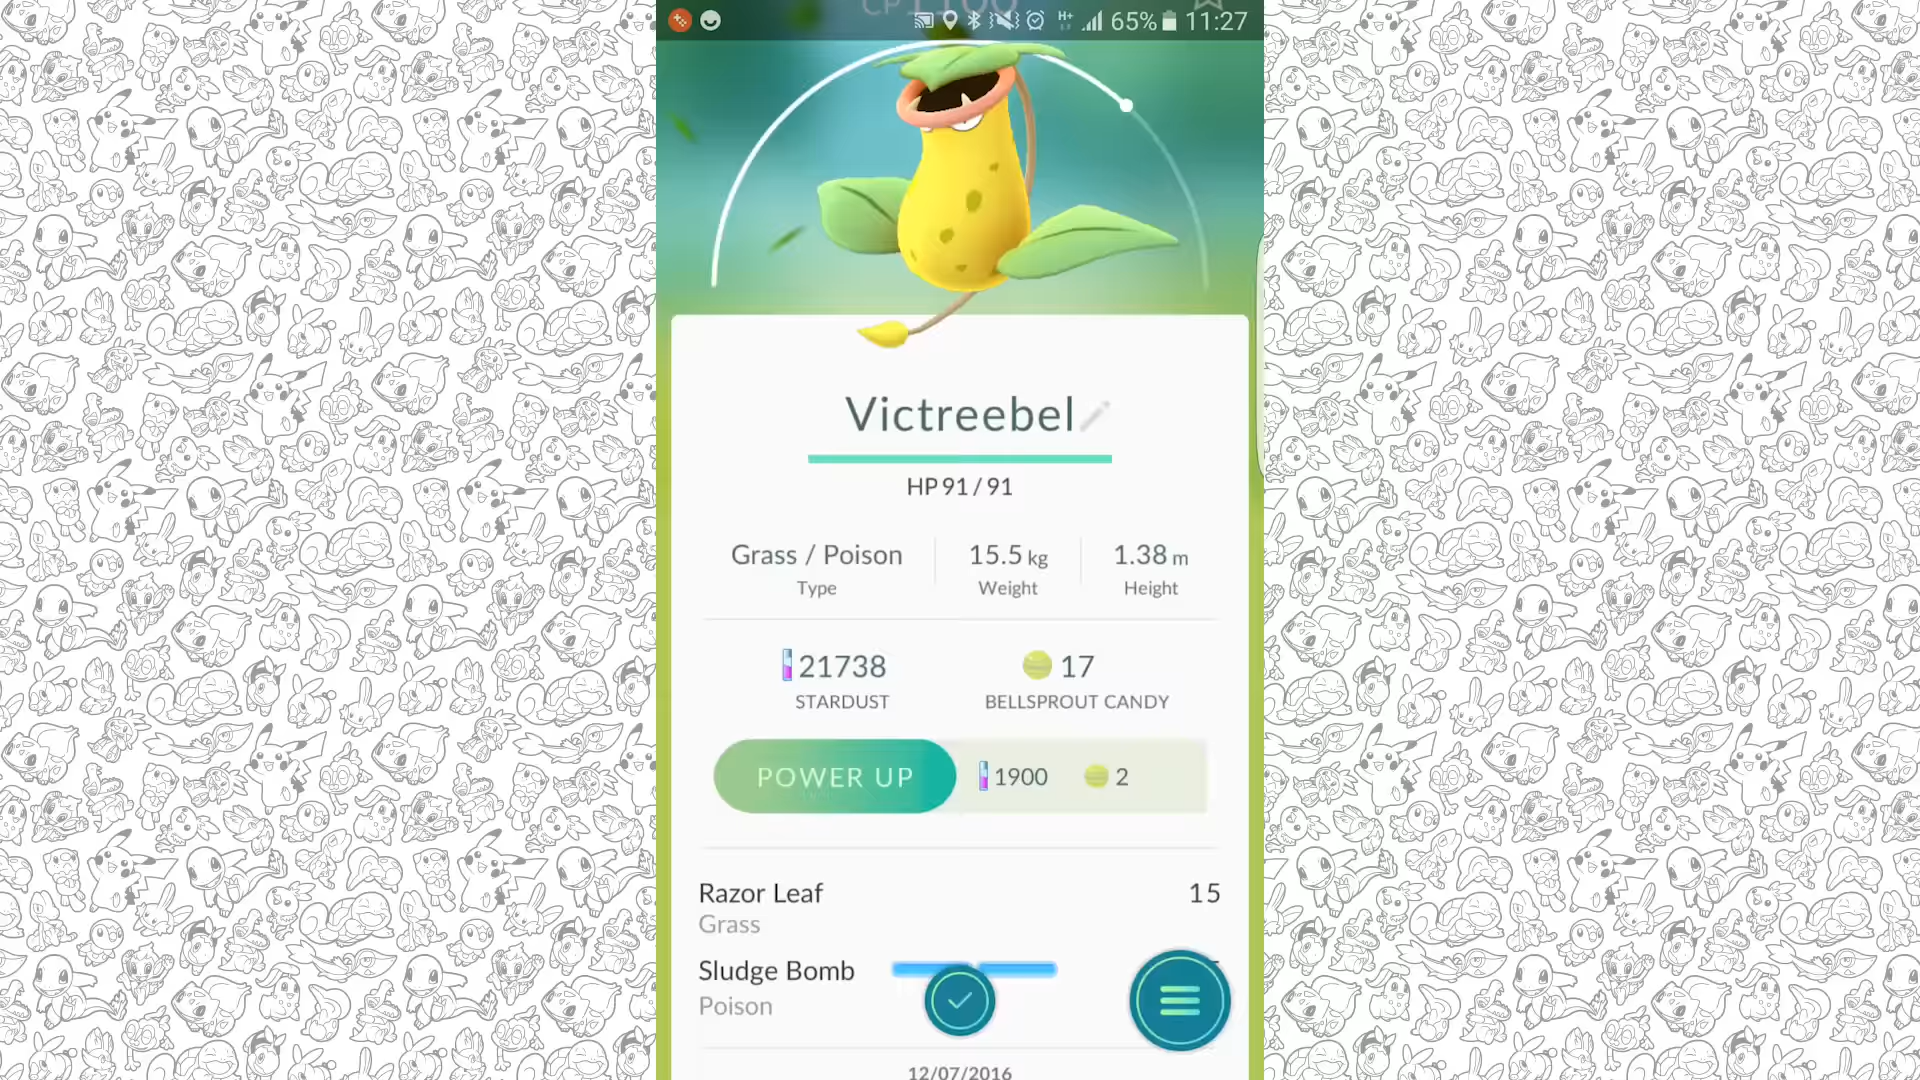 CP
H+ 65% 11:27
Victreebel
HP 91 / 91
Grass / Poison 15.5 kg 1.38 m
Type Weight Height
21738 17
STARDUST BELLSPROUT CANDY
POWER UP 1900 2
Razor Leaf 15
Grass
Sludge Bomb
Poison
12/07/2016